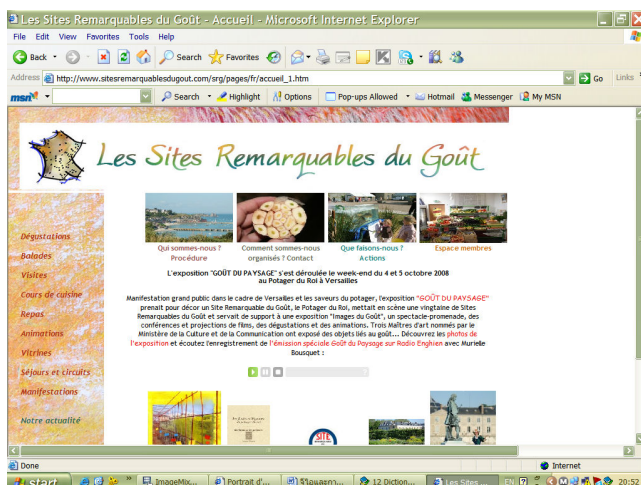 Les Sites Remarquables du Goût - Accueil - Microsoft Internet Explorer
File Edit View Favorites Tools Help
Back Search Favorites
Address http://www.sitesremarquablesdugout.com/srg/pages/fr/accueil_1.htm Go Links
msn Search Highlight Options Pop-ups Allowed Hotmail Messenger My MSN
Les Sites Remarquables du Goût
Dégustations
Balades
Visites
Cours de cuisine
Repas
Animations
Vitrines
Séjours et circuits
Manifestations
Notre actualité
Qui sommes-nous ? Comment sommes-nous Que faisons-nous ? Espace membres
Procédure organisés ? Contact Actions
L'exposition "GOÛT DU PAYSAGE" s'est déroulée le week-end du 4 et 5 octobre 2008
au Potager du Roi à Versailles
Manifestation grand public dans le cadre de Versailles et les saveurs du potager, l'exposition "GOÛT DU PAYSAGE"
prenait pour décor un Site Remarquable du Goût, le Potager du Roi, mettait en scène une vingtaine de Sites
Remarquables du Goût et servait de support à une exposition "Images du Goût", un spectacle-promenade, des
conférences et projections de films, des dégustations et des animations. Trois Maîtres d'art nommés par le
Ministère de la Culture et de la Communication ont exposé des objets liés au goût... Découvrez les photos de
l'exposition et écoutez l'enregistrement de l'émission spéciale Goût du Paysage sur Radio Enghien avec Murielle
Bousquet :
SITE
Done Internet
start ImageMix... Portrait d'... 12 Diction... Les Sites ... EN 20:52